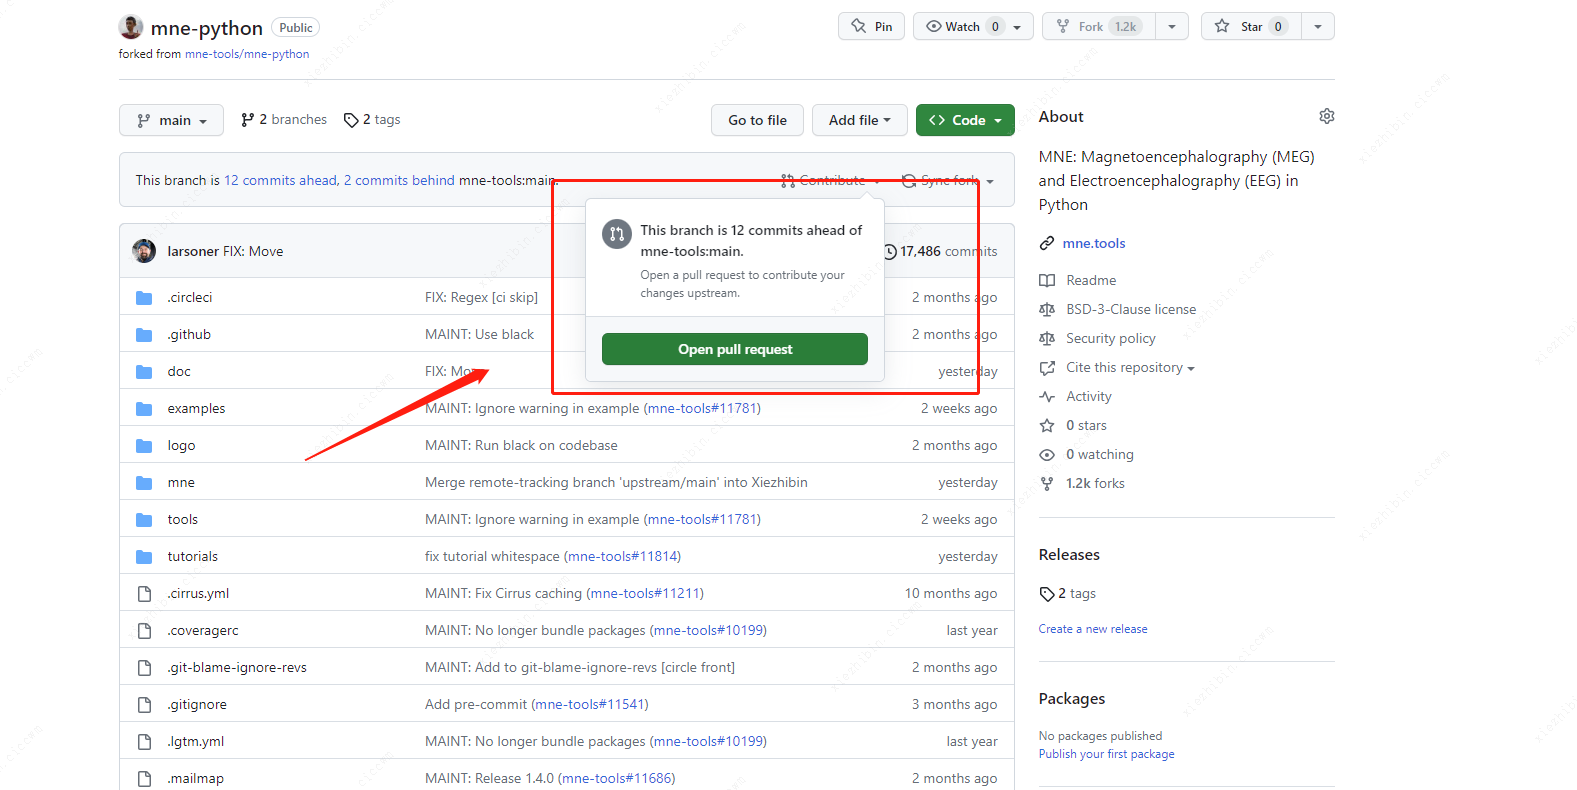 mne-python Public
Pin
Watch 0
Fork 1.2k
Star 0
forked from mne-tools/mne-python
main
2 branches
2 tags
Go to file
Add file
<> Code
This branch is 12 commits ahead, 2 commits behind mne-tools:main.
Contribute
Sync fork
This branch is 12 commits ahead of
mne-tools:main.
Open a pull request to contribute your
changes upstream.
Open pull request
larsoner FIX: Move
17,486 commits
.circleci FIX: Regex [ci skip] 2 months ago
.github MAINT: Use black 2 months ago
doc FIX: Move yesterday
examples MAINT: Ignore warning in example (mne-tools#11781) 2 weeks ago
logo MAINT: Run black on codebase 2 months ago
mne Merge remote-tracking branch 'upstream/main' into Xiezhibin yesterday
tools MAINT: Ignore warning in example (mne-tools#11781) 2 weeks ago
tutorials fix tutorial whitespace (mne-tools#11814) yesterday
.cirrus.yml MAINT: Fix Cirrus caching (mne-tools#11211) 10 months ago
.coveragerc MAINT: No longer bundle packages (mne-tools#10199) last year
.git-blame-ignore-revs MAINT: Add to git-blame-ignore-revs [circle front] 2 months ago
.gitignore Add pre-commit (mne-tools#11541) 3 months ago
.lgtm.yml MAINT: No longer bundle packages (mne-tools#10199) last year
.mailmap MAINT: Release 1.4.0 (mne-tools#11686) 2 months ago
About
MNE: Magnetoencephalography (MEG)
and Electroencephalography (EEG) in
Python
mne.tools
Readme
BSD-3-Clause license
Security policy
Cite this repository
Activity
0 stars
0 watching
1.2k forks
Releases
2 tags
Create a new release
Packages
No packages published
Publish your first package